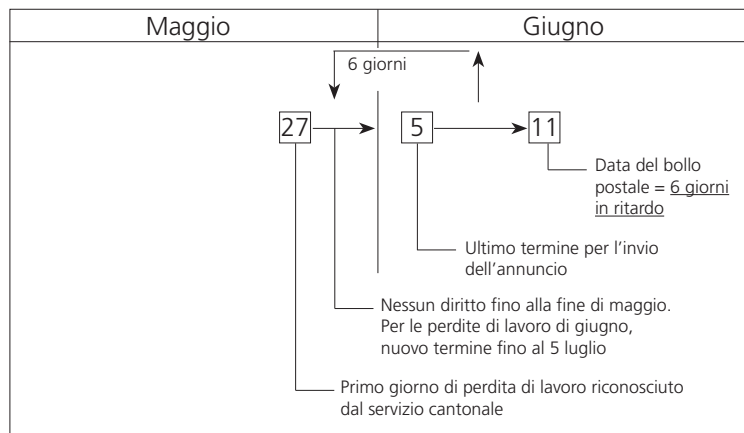 Maggio
Giugno
6 giorni
27
5
11
Data del bollo
postale = 6 giorni
in ritardo
Ultimo termine per l'invio
dell'annuncio
Nessun diritto fino alla fine di maggio.
Per le perdite di lavoro di giugno,
nuovo termine fino al 5 luglio
Primo giorno di perdita di lavoro riconosciuto
dal servizio cantonale